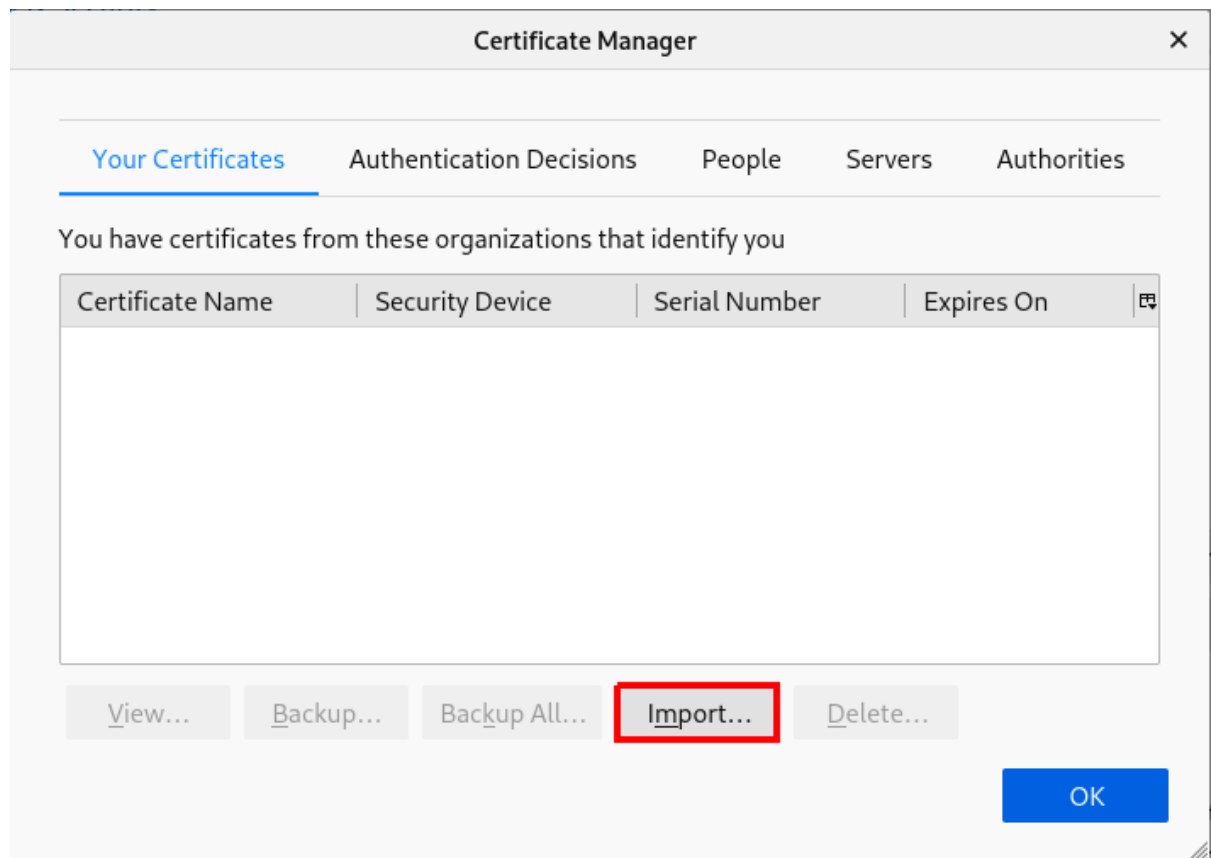 Certificate Manager
Your Certificates Authentication Decisions People Servers Authorities
You have certificates from these organizations that identify you
Certificate Name Security Device Serial Number Expires On
View... Backup... Backup All... Import... Delete...
OK